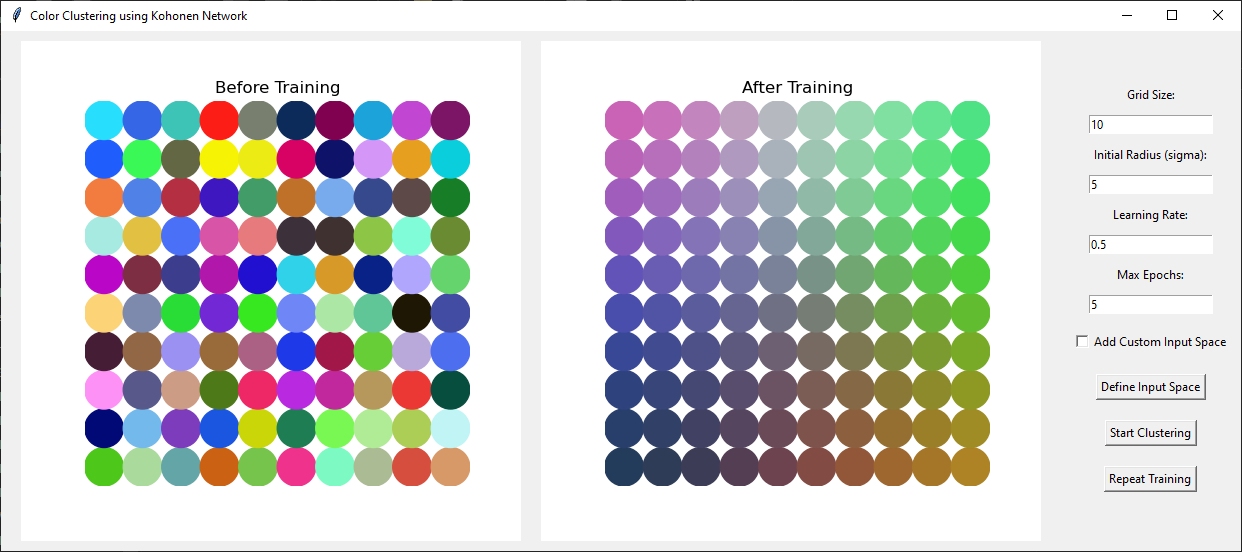 Color Clustering using Kohonen Network
Before Training
After Training
Grid Size:
10
Initial Radius (sigma):
5
Learning Rate:
0.5
Max Epochs:
5
Add Custom Input Space
Define Input Space
Start Clustering
Repeat Training